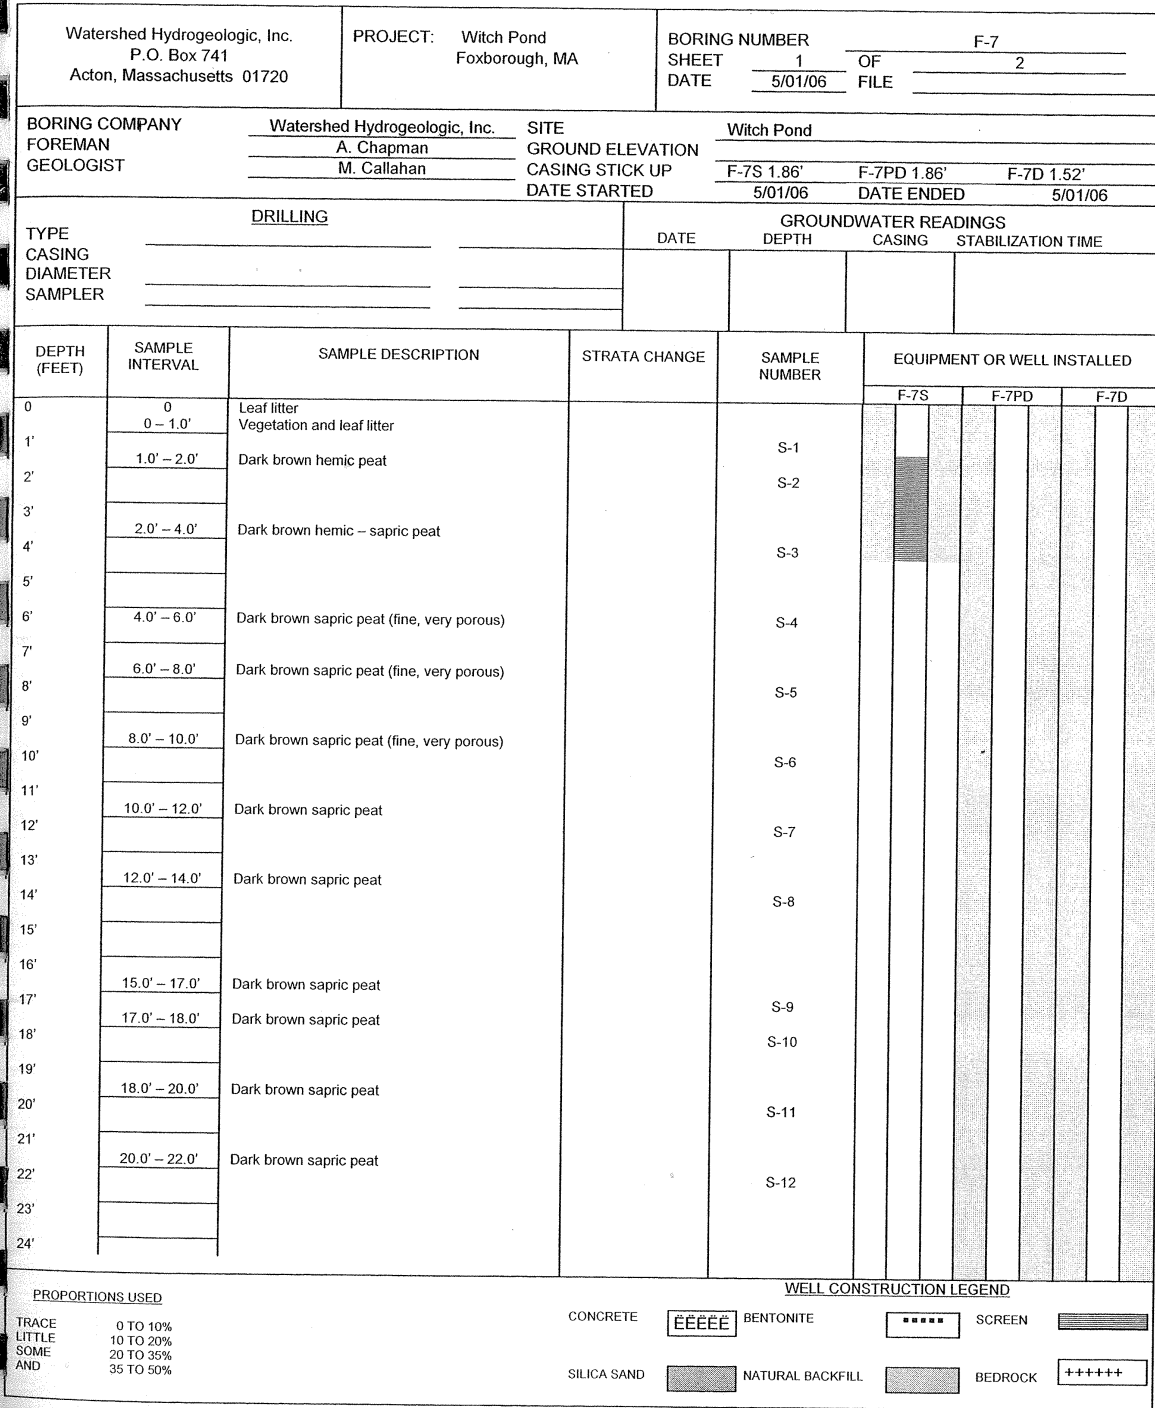 Watershed Hydrogeologic, Inc.
P.O. Box 741
Acton, Massachusetts 01720
PROJECT: Witch Pond
Foxborough, MA
BORING NUMBER F-7
SHEET 1 OF 2
DATE 5/01/06 FILE
BORING COMPANY Watershed Hydrogeologic, Inc.
FOREMAN A. Chapman
GEOLOGIST M. Callahan
SITE Witch Pond
GROUND ELEVATION
CASING STICK UP F-7S 1.86' F-7PD 1.86' F-7D 1.52'
DATE STARTED 5/01/06 DATE ENDED 5/01/06
DRILLING
TYPE
CASING
DIAMETER
SAMPLER
GROUNDWATER READINGS
DATE DEPTH CASING STABILIZATION TIME
DEPTH (FEET) SAMPLE INTERVAL SAMPLE DESCRIPTION STRATA CHANGE SAMPLE NUMBER EQUIPMENT OR WELL INSTALLED
F-7S F-7PD F-7D
0 0 Leaf litter
0 – 1.0' Vegetation and leaf litter
1' S-1
1.0' – 2.0' Dark brown hemic peat
2' S-2
3'
2.0' – 4.0' Dark brown hemic – sapric peat
4' S-3
5'
6' 4.0' – 6.0' Dark brown sapric peat (fine, very porous) S-4
7'
6.0' – 8.0' Dark brown sapric peat (fine, very porous)
8' S-5
9'
8.0' – 10.0' Dark brown sapric peat (fine, very porous)
10' S-6
11'
10.0' – 12.0' Dark brown sapric peat
12' S-7
13'
12.0' – 14.0' Dark brown sapric peat
14' S-8
15'
16'
15.0' – 17.0' Dark brown sapric peat
17' S-9
17.0' – 18.0' Dark brown sapric peat
18' S-10
19'
18.0' – 20.0' Dark brown sapric peat
20' S-11
21'
20.0' – 22.0' Dark brown sapric peat
22' S-12
23'
24'
PROPORTIONS USED
TRACE 0 TO 10%
LITTLE 10 TO 20%
SOME 20 TO 35%
AND 35 TO 50%
WELL CONSTRUCTION LEGEND
CONCRETE ËËËËË BENTONITE SCREEN
SILICA SAND NATURAL BACKFILL BEDROCK ++++++